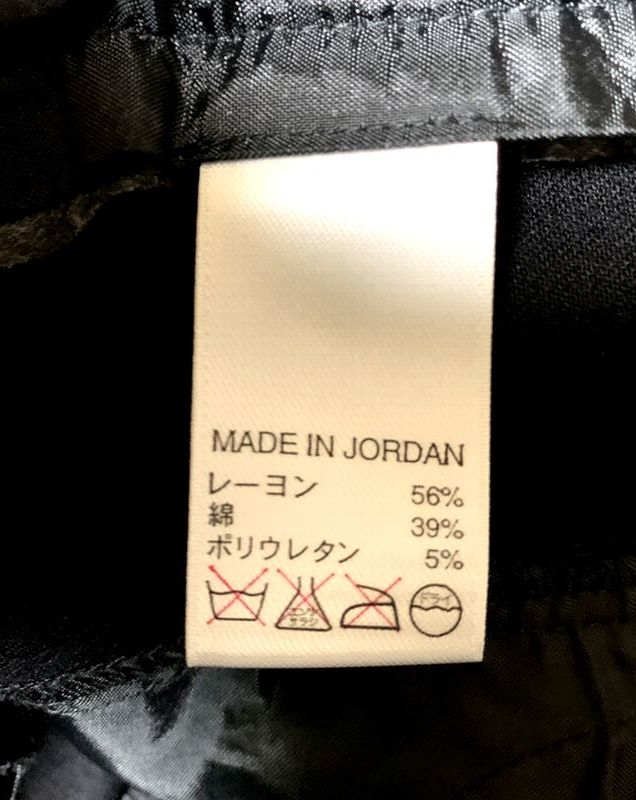 MADE IN JORDAN
レーヨン 56%
綿 39%
ポリウレタン 5%
エンソ
サラシ
ドライ